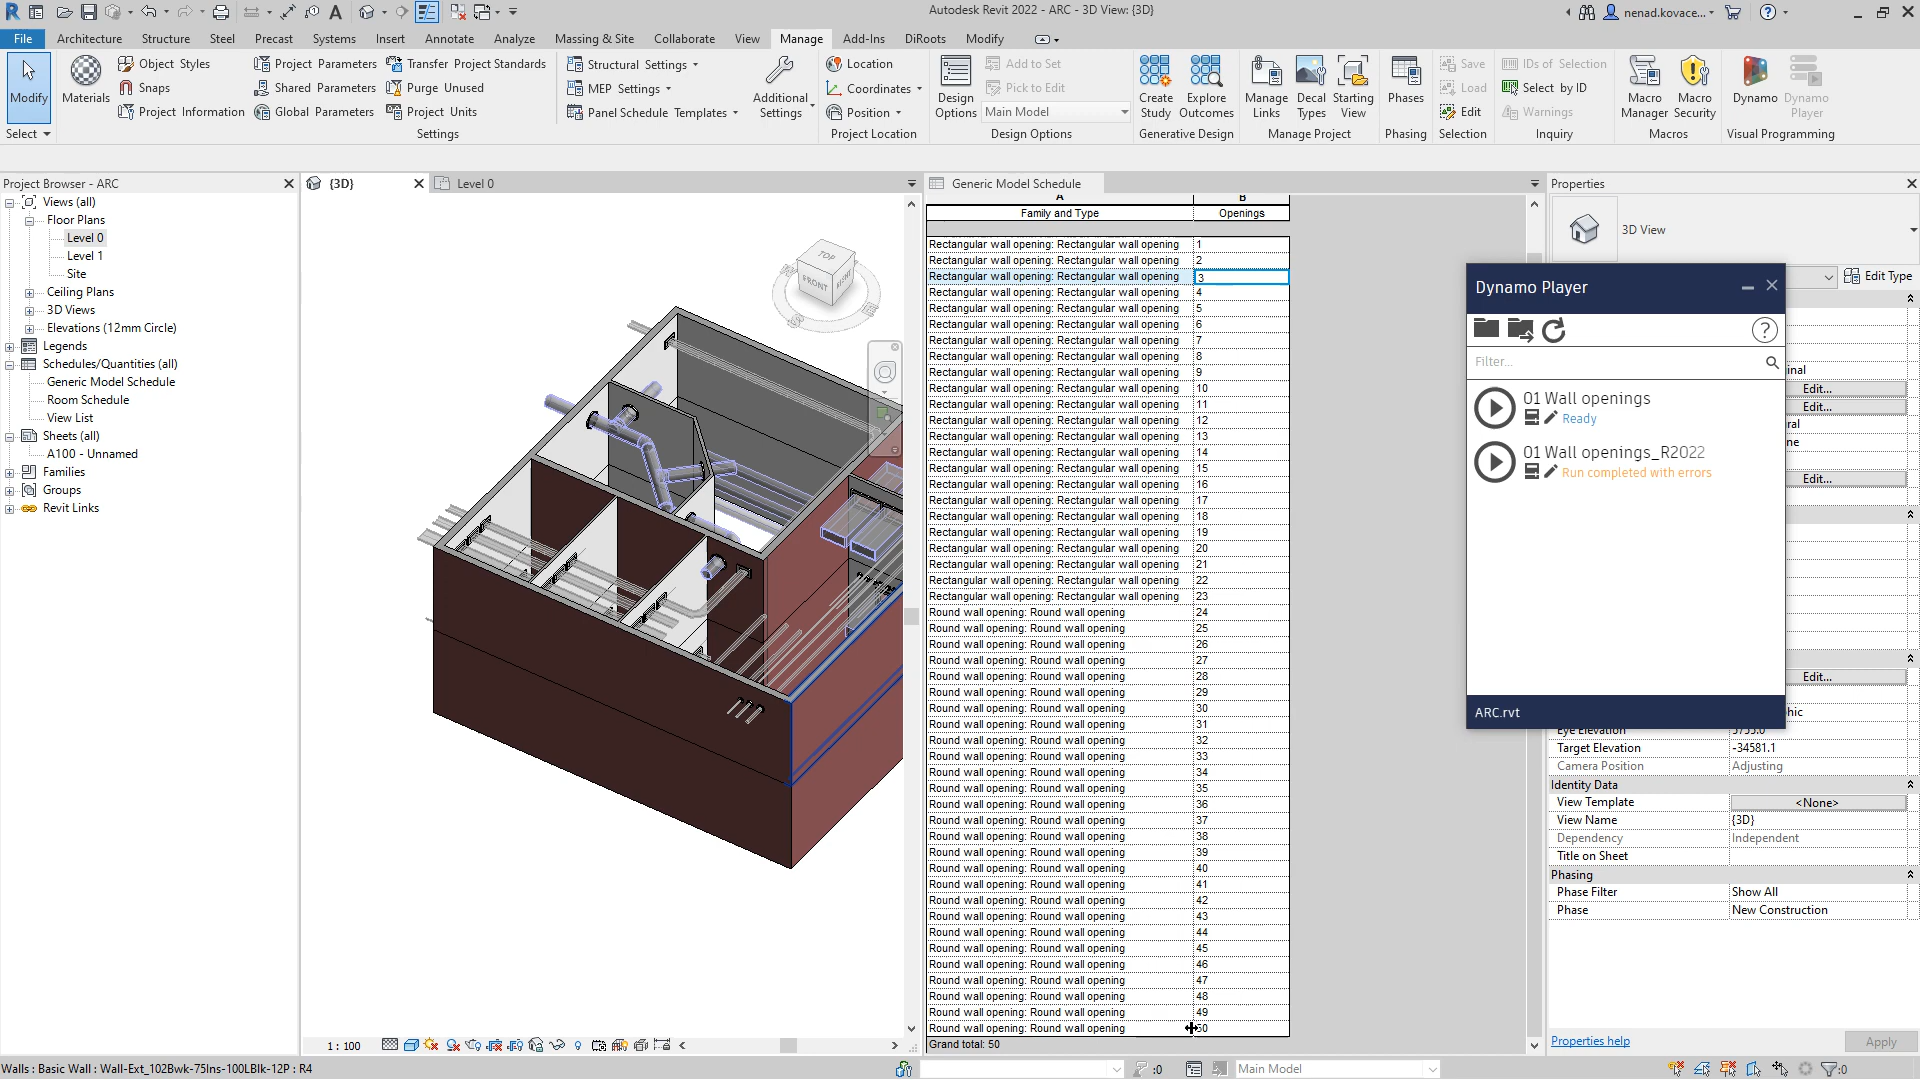 Autodesk Revit 2022 - ARC - 3D View: {3D}
nenad.kovace...
File
Architecture
Structure
Steel
Precast
Systems
Insert
Annotate
Analyze
Massing & Site
Collaborate
View
Manage
Add-Ins
DiRoots
Modify
Modify
Select
Materials
Object Styles
Snaps
Project Information
Project Parameters
Shared Parameters
Global Parameters
Transfer Project Standards
Purge Unused
Project Units
Settings
Structural Settings
MEP Settings
Panel Schedule Templates
Additional
Settings
Location
Coordinates
Position
Project Location
Design
Options
Add to Set
Pick to Edit
Main Model
Design Options
Create
Study
Explore
Outcomes
Generative Design
Manage
Links
Decal
Types
Starting
View
Manage Project
Phases
Phasing
Save
Load
Edit
Selection
IDs of Selection
Select by ID
Warnings
Inquiry
Macro
Manager
Macro
Security
Macros
Dynamo
Dynamo
Player
Visual Programming
Project Browser - ARC
Views (all)
Floor Plans
Level 0
Level 1
Site
Ceiling Plans
3D Views
Elevations (12mm Circle)
Legends
Schedules/Quantities (all)
Generic Model Schedule
Room Schedule
View List
Sheets (all)
A100 - Unnamed
Families
Groups
Revit Links
{3D}
Level 0
TOP
FRONT
RIGHT
1 : 100
Generic Model Schedule
A B
Family and Type Openings
Rectangular wall opening: Rectangular wall opening 1
Rectangular wall opening: Rectangular wall opening 2
Rectangular wall opening: Rectangular wall opening 3
Rectangular wall opening: Rectangular wall opening 4
Rectangular wall opening: Rectangular wall opening 5
Rectangular wall opening: Rectangular wall opening 6
Rectangular wall opening: Rectangular wall opening 7
Rectangular wall opening: Rectangular wall opening 8
Rectangular wall opening: Rectangular wall opening 9
Rectangular wall opening: Rectangular wall opening 10
Rectangular wall opening: Rectangular wall opening 11
Rectangular wall opening: Rectangular wall opening 12
Rectangular wall opening: Rectangular wall opening 13
Rectangular wall opening: Rectangular wall opening 14
Rectangular wall opening: Rectangular wall opening 15
Rectangular wall opening: Rectangular wall opening 16
Rectangular wall opening: Rectangular wall opening 17
Rectangular wall opening: Rectangular wall opening 18
Rectangular wall opening: Rectangular wall opening 19
Rectangular wall opening: Rectangular wall opening 20
Rectangular wall opening: Rectangular wall opening 21
Rectangular wall opening: Rectangular wall opening 22
Rectangular wall opening: Rectangular wall opening 23
Round wall opening: Round wall opening 24
Round wall opening: Round wall opening 25
Round wall opening: Round wall opening 26
Round wall opening: Round wall opening 27
Round wall opening: Round wall opening 28
Round wall opening: Round wall opening 29
Round wall opening: Round wall opening 30
Round wall opening: Round wall opening 31
Round wall opening: Round wall opening 32
Round wall opening: Round wall opening 33
Round wall opening: Round wall opening 34
Round wall opening: Round wall opening 35
Round wall opening: Round wall opening 36
Round wall opening: Round wall opening 37
Round wall opening: Round wall opening 38
Round wall opening: Round wall opening 39
Round wall opening: Round wall opening 40
Round wall opening: Round wall opening 41
Round wall opening: Round wall opening 42
Round wall opening: Round wall opening 43
Round wall opening: Round wall opening 44
Round wall opening: Round wall opening 45
Round wall opening: Round wall opening 46
Round wall opening: Round wall opening 47
Round wall opening: Round wall opening 48
Round wall opening: Round wall opening 49
Round wall opening: Round wall opening 50
Grand total: 50
Properties
3D View
Edit Type
Dynamo Player
Filter...
01 Wall openings
Ready
01 Wall openings_R2022
Run completed with errors
ARC.rvt
inal
Edit...
Edit...
ral
ne
Edit...
Edit...
hic
Eye Elevation 5755.0
Target Elevation -34581.1
Camera Position Adjusting
Identity Data
View Template <None>
View Name {3D}
Dependency Independent
Title on Sheet
Phasing
Phase Filter Show All
Phase New Construction
Properties help
Apply
Walls : Basic Wall : Wall-Ext_102Bwk-75Ins-100LBlk-12P : R4
:0
Main Model
:0